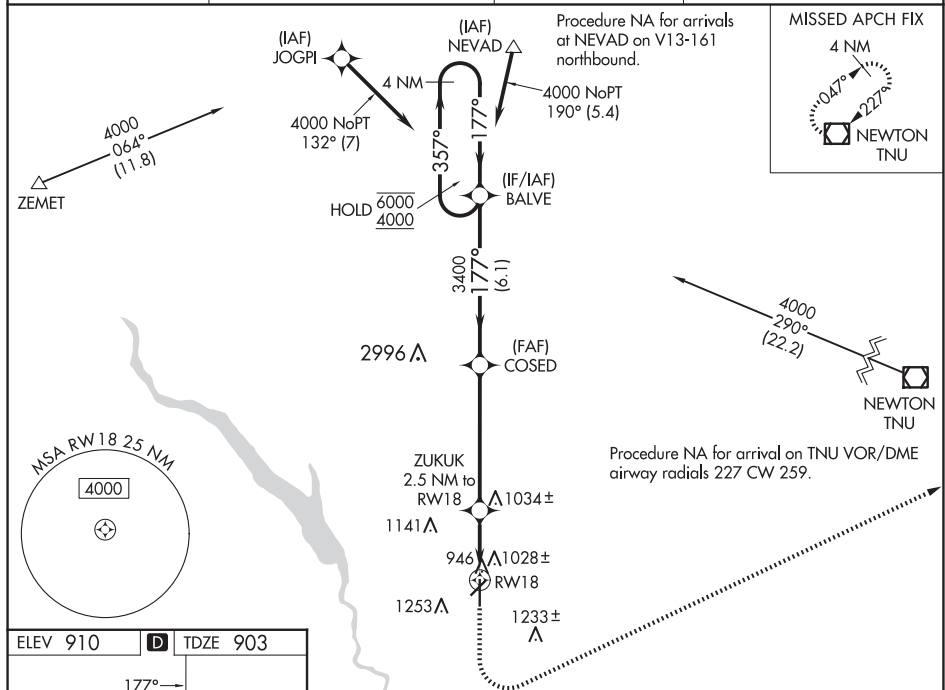 Procedure NA for arrivals
at NEVAD on V13-161
northbound.
MISSED APCH FIX
4 NM
047°
227°
NEWTON
TNU
(IAF)
JOGPI
(IAF)
NEVAD
4 NM
4000 NoPT
132° (7)
4000 NoPT
190° (5.4)
357°
177°
4000
064°
(11.8)
ZEMET
HOLD 6000
4000
(IF/IAF)
BALVE
3400
177°
(6.1)
4000
290°
(22.2)
2996
(FAF)
COSED
NEWTON
TNU
Procedure NA for arrival on TNU VOR/DME
airway radials 227 CW 259.
MSA RW 18 25 NM
4000
ZUKUK
2.5 NM to
RW18
1034±
1141
946
1028±
RW18
1253
1233±
ELEV 910
D
TDZE 903
177°